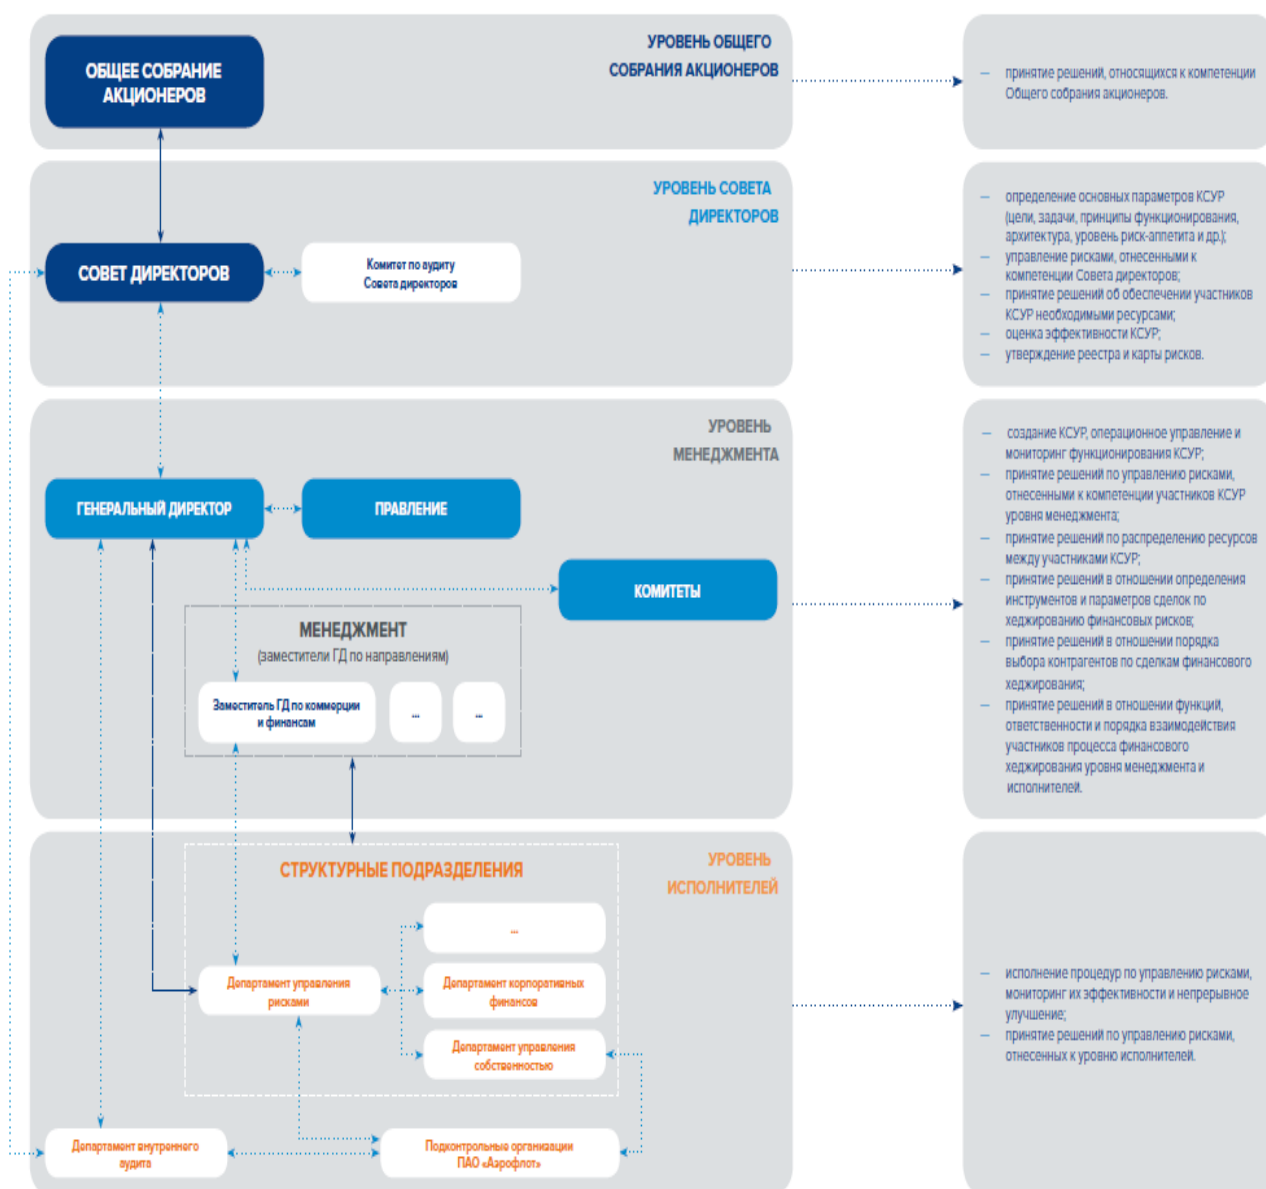 УРОВЕНЬ ОБЩЕГО
СОБРАНИЯ АКЦИОНЕРОВ
ОБЩЕЕ СОБРАНИЕ
АКЦИОНЕРОВ
— принятие решений, относящихся к компетенции
Общего собрания акционеров.
УРОВЕНЬ СОВЕТА
ДИРЕКТОРОВ
СОВЕТ ДИРЕКТОРОВ
Комитет по аудиту
Совета директоров
— определение основных параметров КСУР
(цели, задачи, принципы функционирования,
архитектура, уровень риск-аппетита и др.);
— управление рисками, отнесенными к
компетенции Совета директоров;
— принятие решений об обеспечении участников
КСУР необходимыми ресурсами;
— оценка эффективности КСУР;
— утверждение реестра и карты рисков.
УРОВЕНЬ
МЕНЕДЖМЕНТА
ГЕНЕРАЛЬНЫЙ ДИРЕКТОР
ПРАВЛЕНИЕ
КОМИТЕТЫ
МЕНЕДЖМЕНТ
(заместители ГД по направлениям)
Заместитель ГД по коммерции
и финансам
...
...
— создание КСУР, операционное управление и
мониторинг функционирования КСУР;
— принятие решений по управлению рисками,
отнесенными к компетенции участников КСУР
уровня менеджмента;
— принятие решений по распределению ресурсов
между участниками КСУР;
— принятие решений в отношении определения
инструментов и параметров сделок по
хеджированию финансовых рисков;
— принятие решений в отношении порядка
выбора контрагентов по сделкам финансового
хеджирования;
— принятие решений в отношении функций,
ответственности и порядка взаимодействия
участников процесса финансового
хеджирования уровня менеджмента и
исполнителей.
УРОВЕНЬ
ИСПОЛНИТЕЛЕЙ
СТРУКТУРНЫЕ ПОДРАЗДЕЛЕНИЯ
...
Департамент управления
рисками
Департамент корпоративных
финансов
Департамент управления
собственностью
Департамент внутреннего
аудита
Подконтрольные организации
ПАО «Аэрофлот»
— исполнение процедур по управлению рисками,
мониторинг их эффективности и непрерывное
улучшение;
— принятие решений по управлению рисками,
отнесенных к уровню исполнителей.